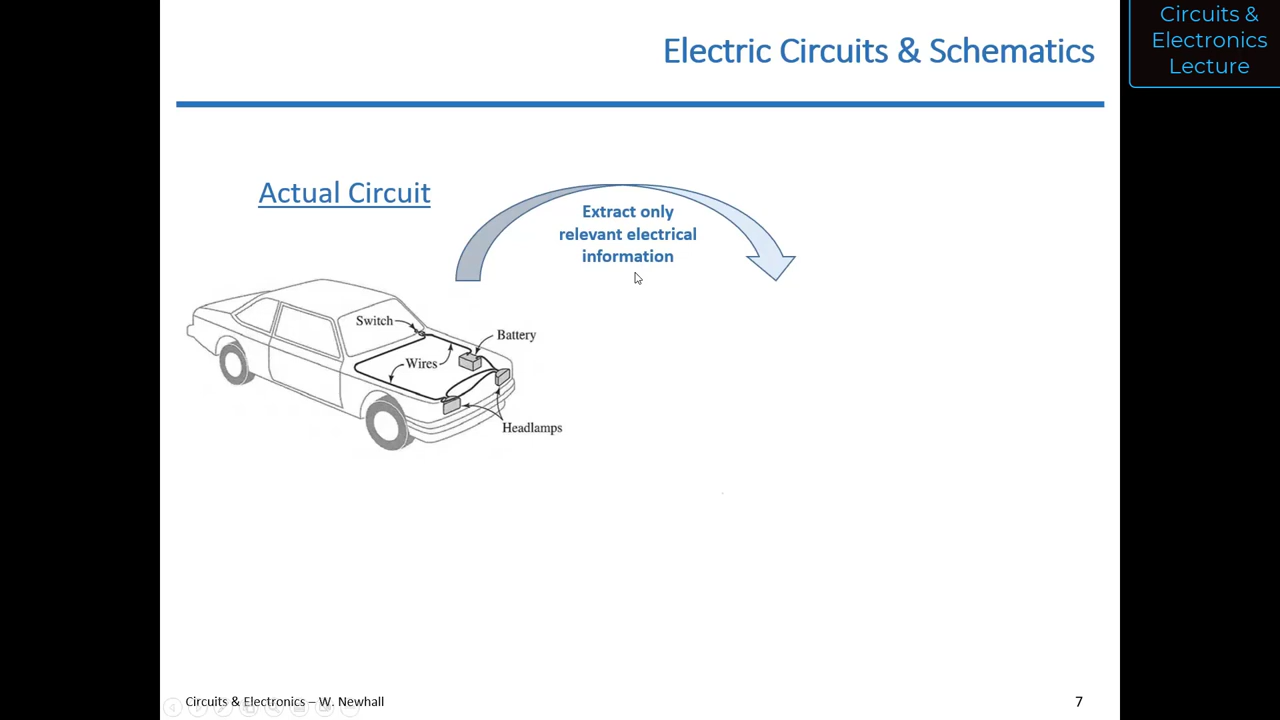 Circuits &
Electronics
Lecture
Electric Circuits & Schematics
Actual Circuit
Extract only
relevant electrical
information
Switch
Battery
Wires
Headlamps
Circuits & Electronics – W. Newhall
7